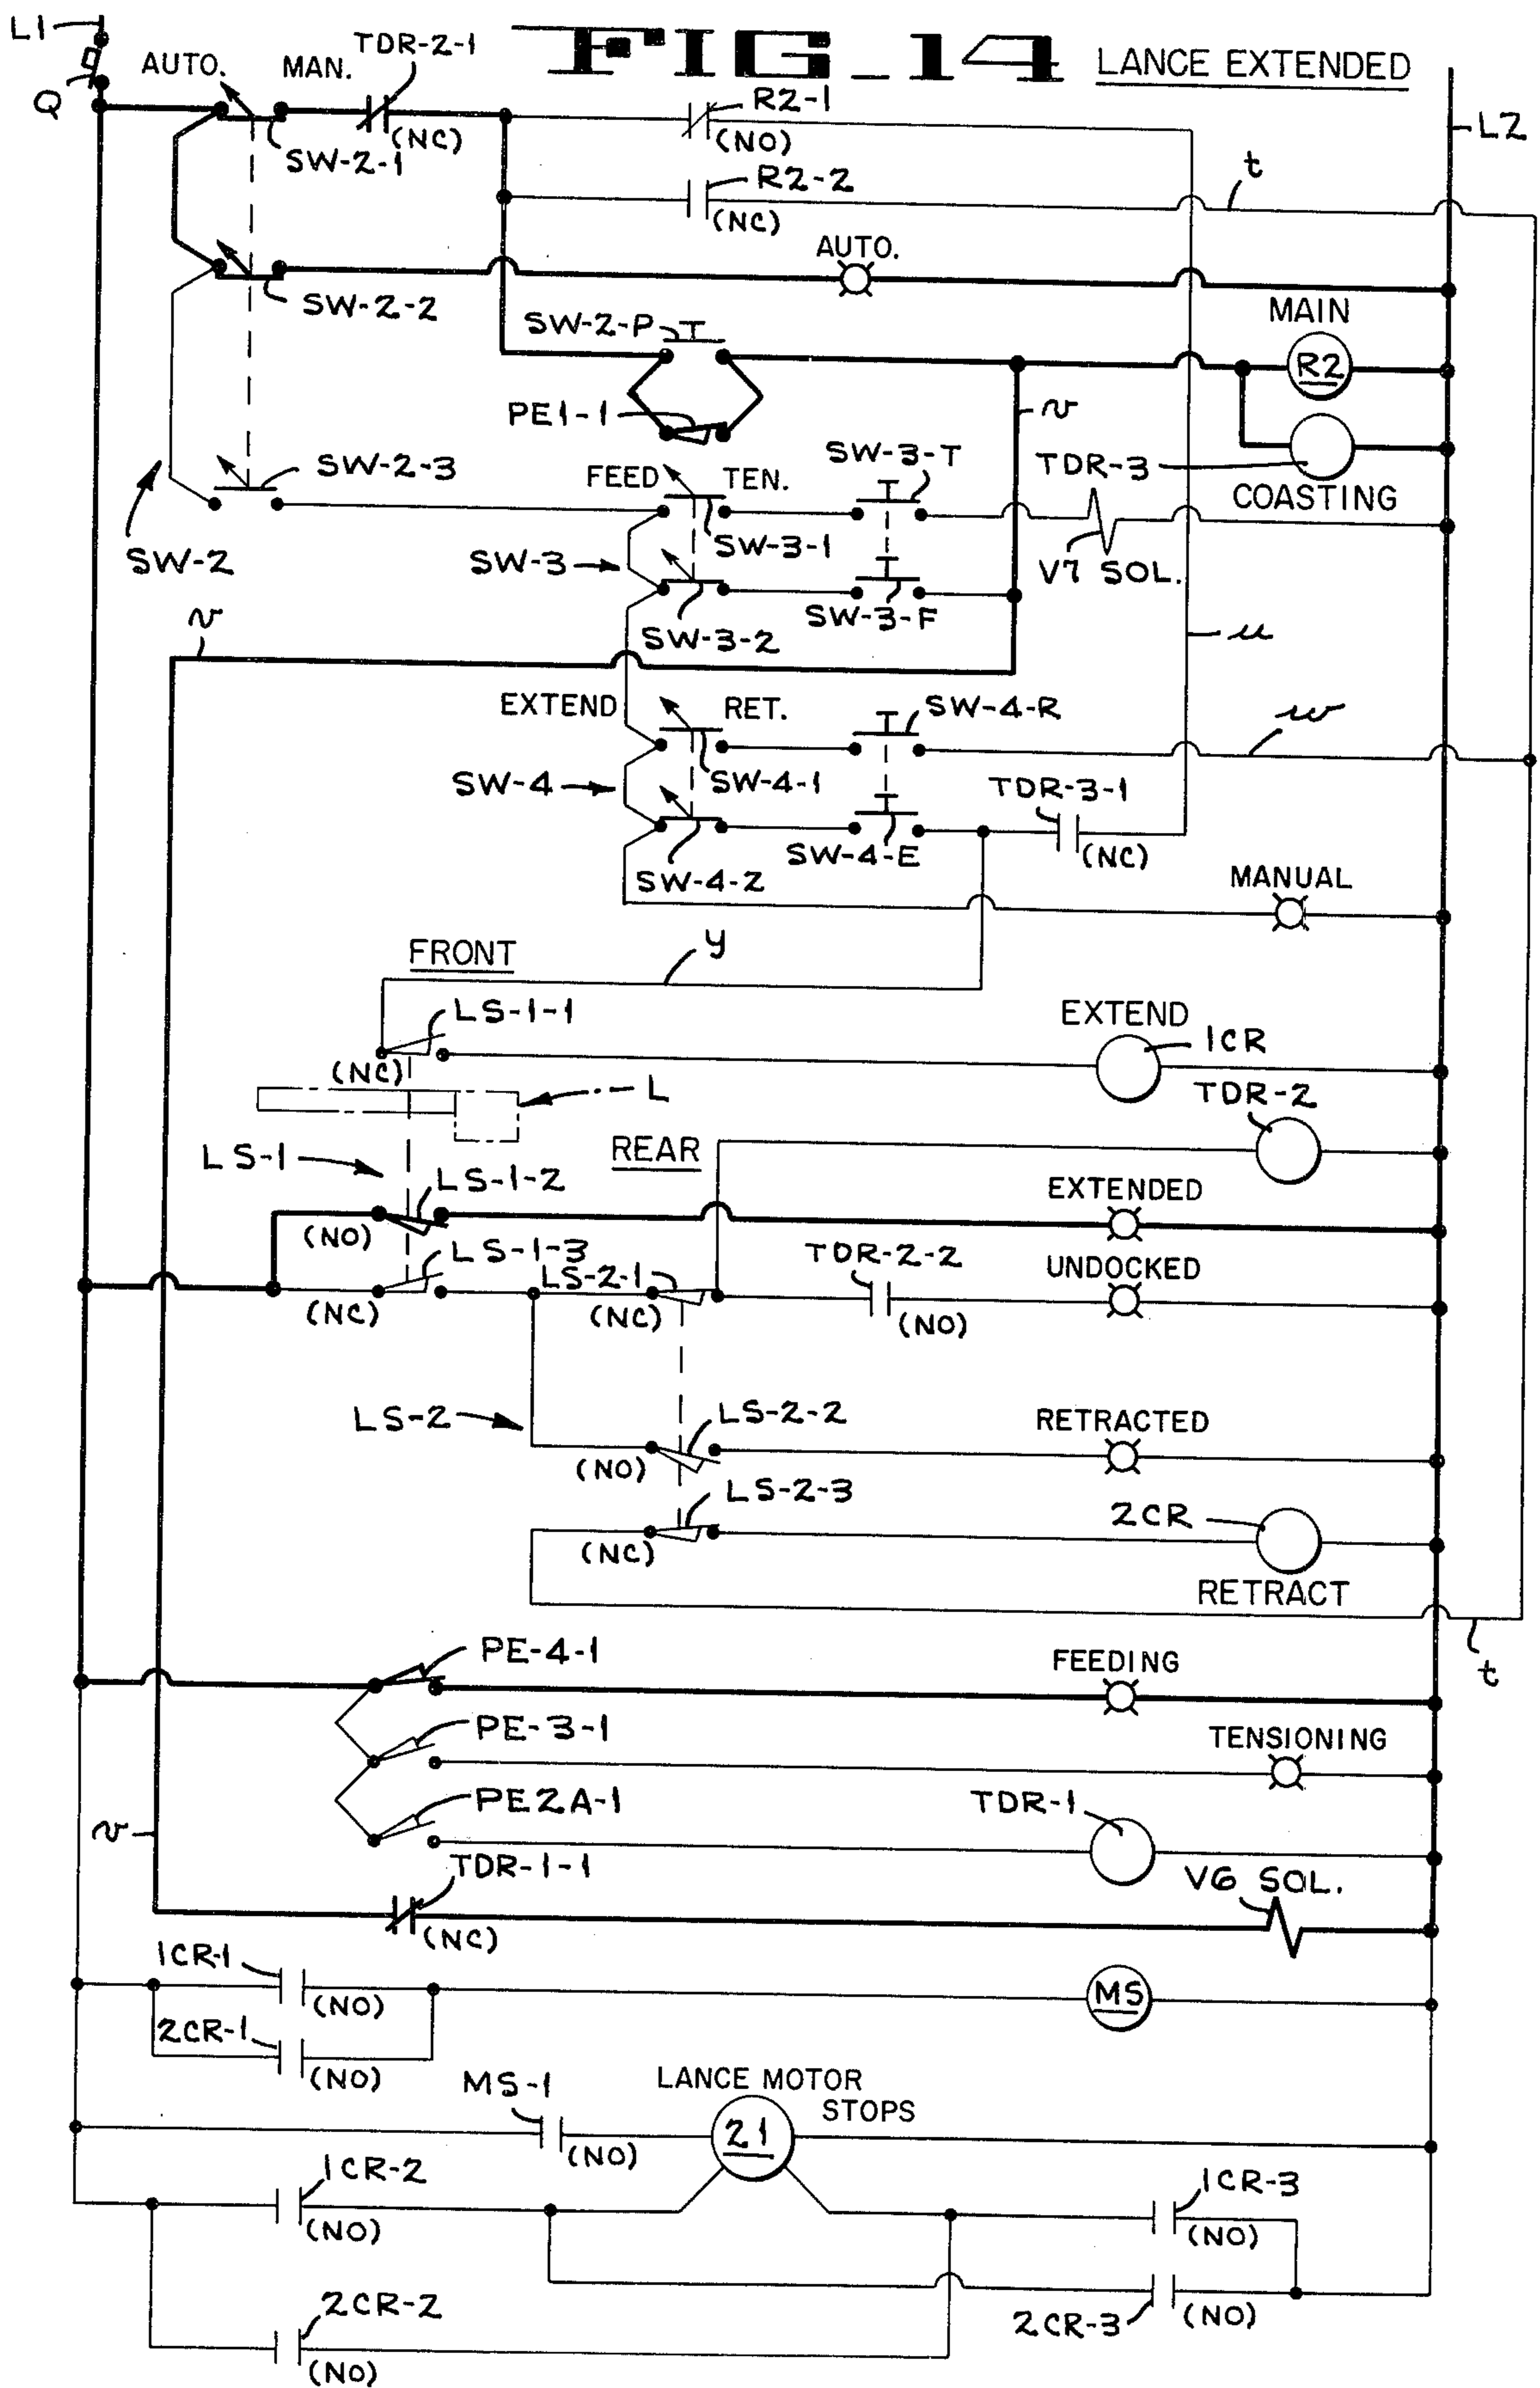 FIG_14
LANCE EXTENDED
L1
Q
AUTO.
MAN.
TDR-2-1
(NC)
SW-2-1
R2-1
(NO)
L2
R2-2
(NC)
t
SW-2-2
AUTO.
MAIN
SW-2-P
R2
PE1-1
v
SW-2-3
FEED
TEN.
SW-3-T
TDR-3
COASTING
SW-2
SW-3
SW-3-1
V7 SOL.
SW-3-F
SW-3-2
v
u
EXTEND
RET.
SW-4-R
w
SW-4
SW-4-1
TDR-3-1
(NC)
SW-4-E
SW-4-2
MANUAL
FRONT
y
LS-1-1
(NC)
EXTEND
1CR
L
TDR-2
LS-1
REAR
LS-1-2
(NO)
EXTENDED
LS-1-3
(NC)
LS-2-1
(NC)
TDR-2-2
(NO)
UNDOCKED
LS-2
LS-2-2
(NO)
RETRACTED
LS-2-3
(NC)
2CR
RETRACT
t
PE-4-1
FEEDING
PE-3-1
TENSIONING
PE2A-1
TDR-1
v
TDR-1-1
(NC)
V6 SOL.
1CR-1
(NO)
MS
2CR-1
(NO)
MS-1
(NO)
LANCE MOTOR
STOPS
21
1CR-2
(NO)
1CR-3
(NO)
2CR-3
(NO)
2CR-2
(NO)